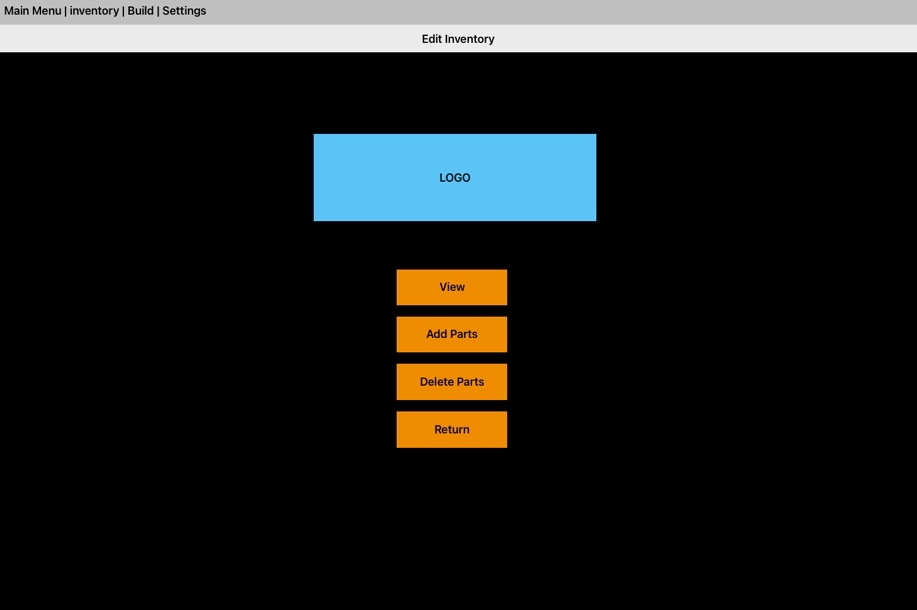 Main Menu | inventory | Build | Settings
Edit Inventory
LOGO
View
Add Parts
Delete Parts
Return